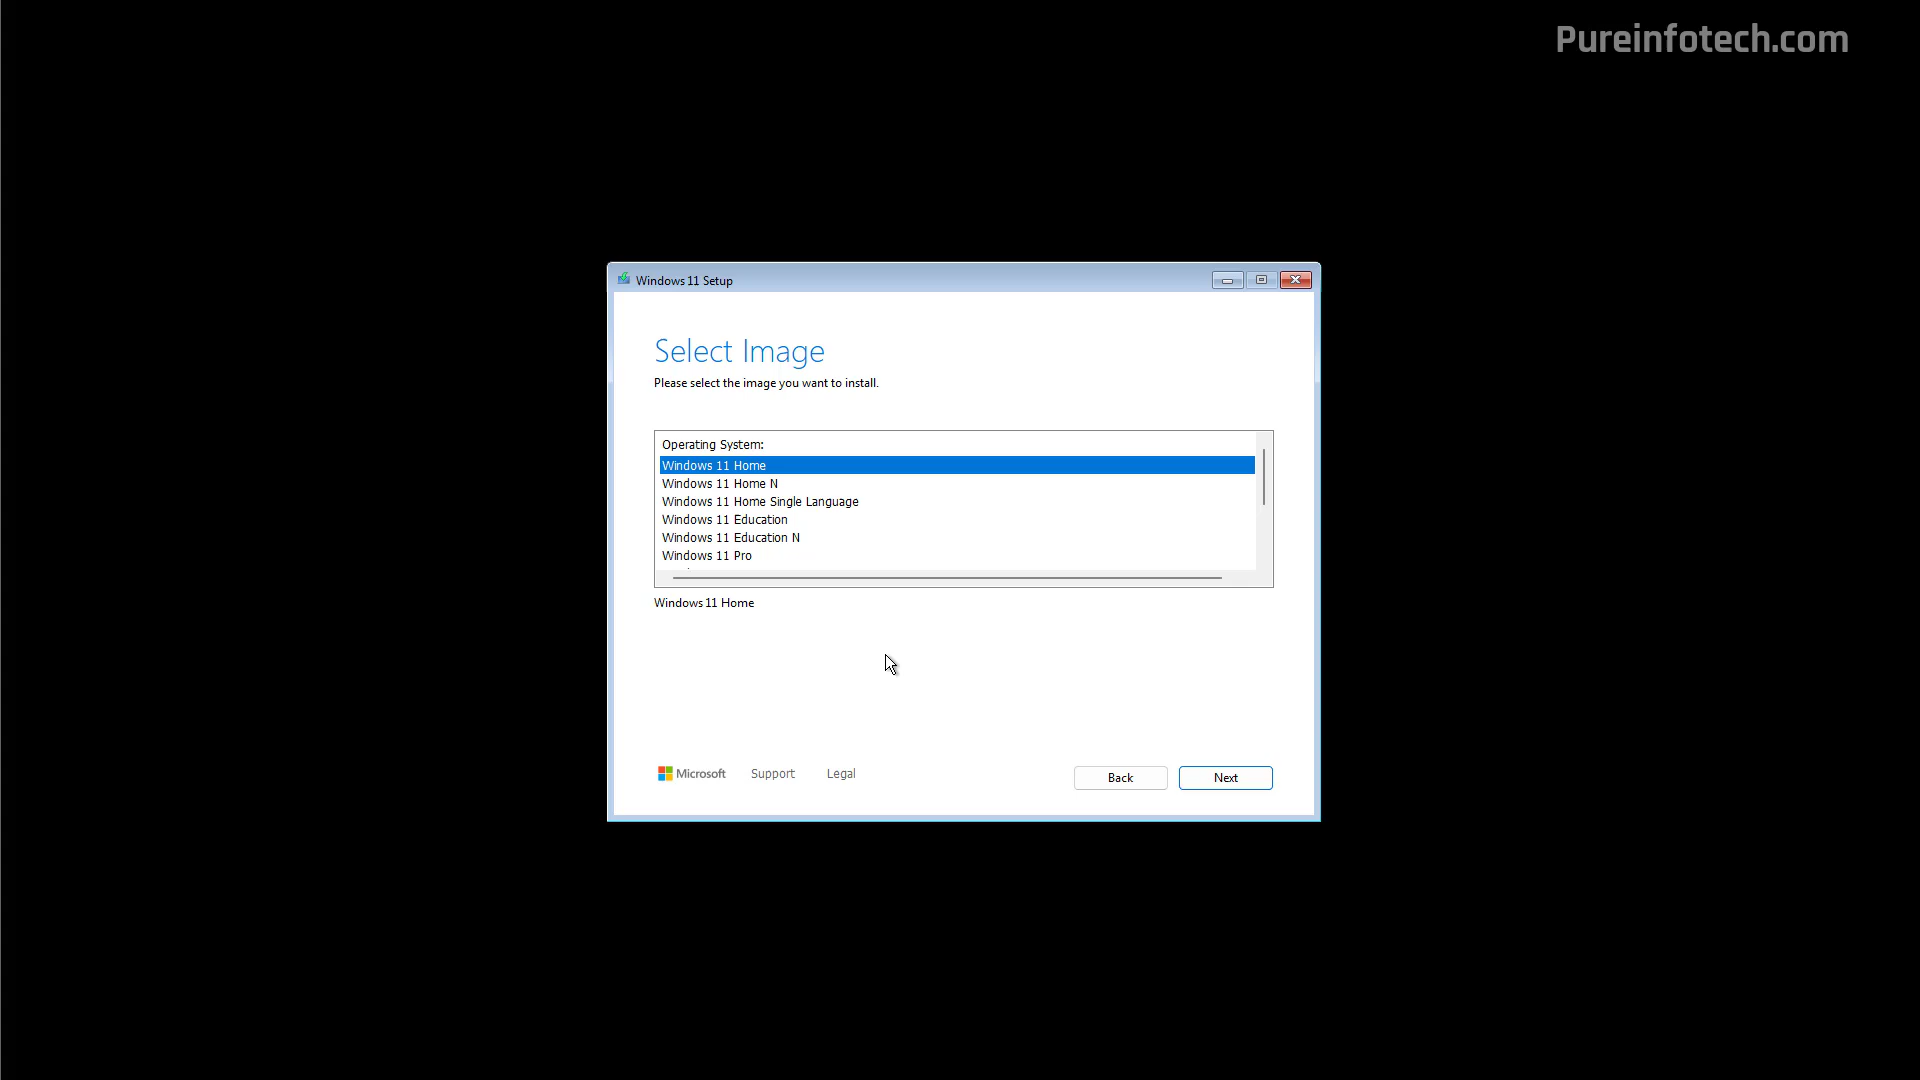 Pureinfotech.com
Windows 11 Setup
Select Image
Please select the image you want to install.
Operating System:
Windows 11 Home
Windows 11 Home N
Windows 11 Home Single Language
Windows 11 Education
Windows 11 Education N
Windows 11 Pro
Windows 11 Home
Microsoft Support Legal Back Next